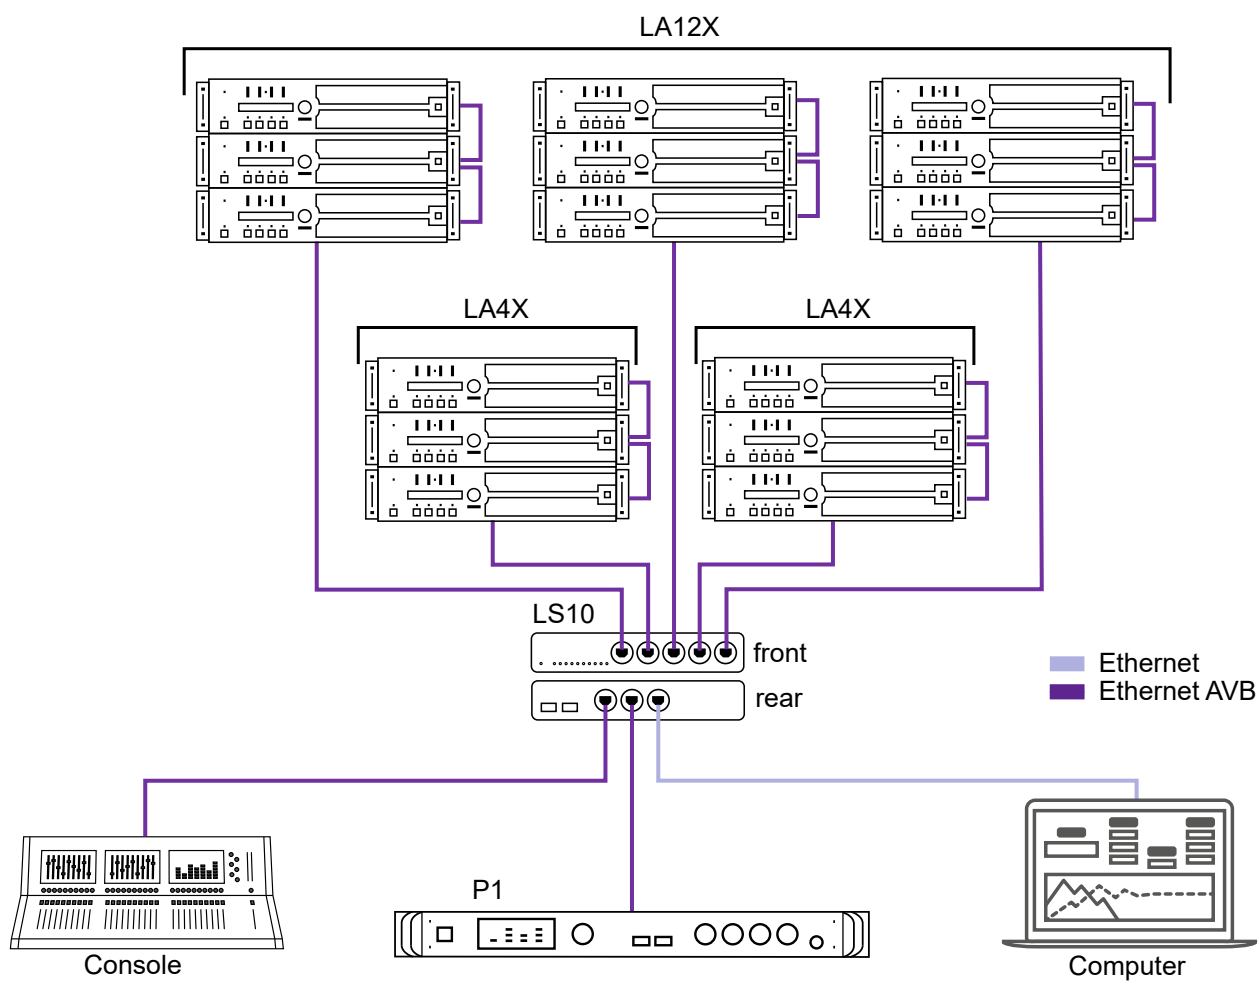 LA12X
LA4X
LA4X
LS10
front
rear
Ethernet
Ethernet AVB
P1
Console
Computer